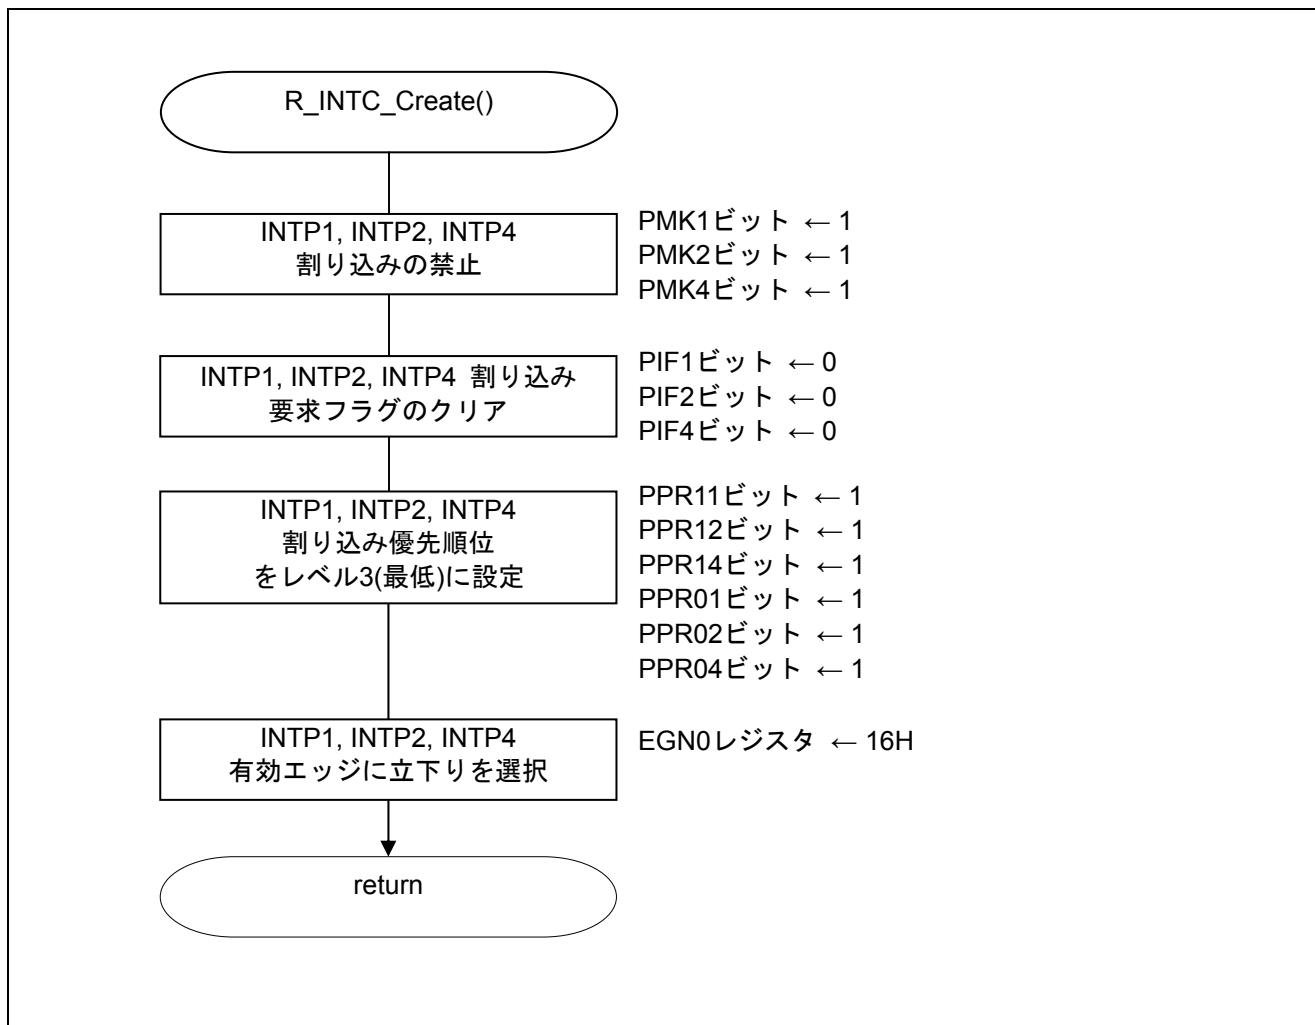 R_INTC_Create()
INTP1, INTP2, INTP4
割り込みの禁止
PMK1ビット ← 1
PMK2ビット ← 1
PMK4ビット ← 1
INTP1, INTP2, INTP4 割り込み
要求フラグのクリア
PIF1ビット ← 0
PIF2ビット ← 0
PIF4ビット ← 0
INTP1, INTP2, INTP4
割り込み優先順位
をレベル3(最低)に設定
PPR11ビット ← 1
PPR12ビット ← 1
PPR14ビット ← 1
PPR01ビット ← 1
PPR02ビット ← 1
PPR04ビット ← 1
INTP1, INTP2, INTP4
有効エッジに立下りを選択
EGN0レジスタ ← 16H
return